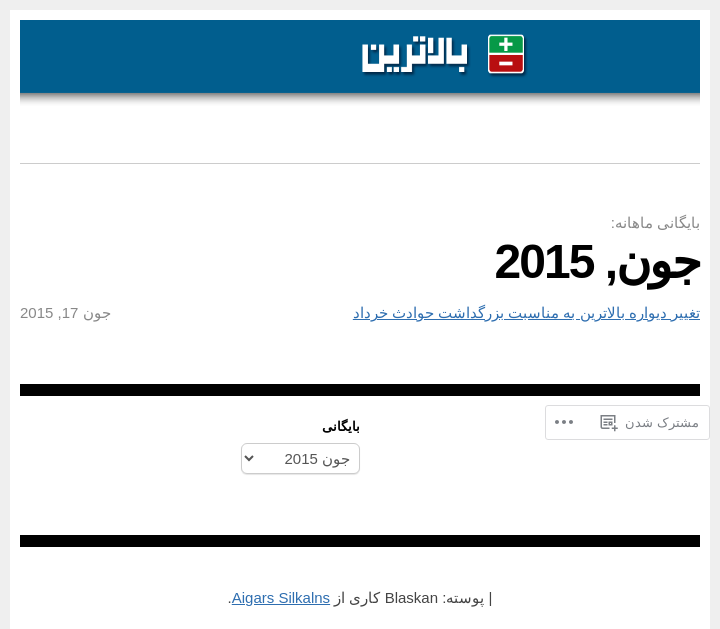 بالاترین
بایگانی ماهانه:
جون, 2015
تغییر دیواره بالاترین به مناسبت بزرگداشت حوادث خرداد
جون 17, 2015
مشترک شدن
بایگانی
جون 2015
| پوسته: Blaskan کاری از Aigars Silkalns.